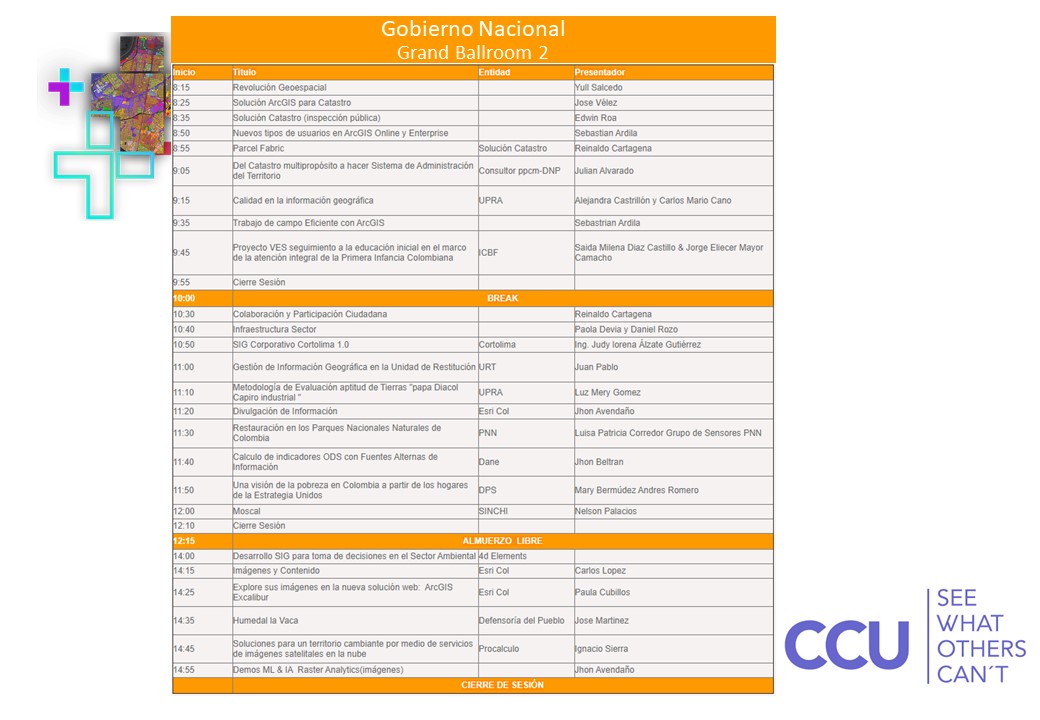 Gobierno Nacional
Grand Ballroom 2
Inicio Título Entidad Presentador
8:15 Revolución Geoespacial Yull Salcedo
8:25 Solución ArcGIS para Catastro Jose Vélez
8:35 Solución Catastro (inspección pública) Edwin Roa
8:50 Nuevos tipos de usuarios en ArcGIS Online y Enterprise Sebastian Ardila
8:55 Parcel Fabric Solución Catastro Reinaldo Cartagena
9:05 Del Catastro multipropósito a hacer Sistema de Administración
del Territorio Consultor ppcm-DNP Julian Alvarado
9:15 Calidad en la información geográfica UPRA Alejandra Castrillón y Carlos Mario Cano
9:35 Trabajo de campo Eficiente con ArcGIS Sebastrian Ardila
9:45 Proyecto VES seguimiento a la educación inicial en el marco
de la atención integral de la Primera Infancia Colombiana ICBF Saida Milena Diaz Castillo & Jorge Eliecer Mayor
Camacho
9:55 Cierre Sesión
10:00 BREAK
10:30 Colaboración y Participación Ciudadana Reinaldo Cartagena
10:40 Infraestructura Sector Paola Devia y Daniel Rozo
10:50 SIG Corporativo Cortolima 1.0 Cortolima Ing. Judy lorena Álzate Gutiérrez
11:00 Gestión de Información Geográfica en la Unidad de Restitución URT Juan Pablo
11:10 Metodología de Evaluación aptitud de Tierras "papa Diacol
Capiro industrial " UPRA Luz Mery Gomez
11:20 Divulgación de Información Esri Col Jhon Avendaño
11:30 Restauración en los Parques Nacionales Naturales de
Colombia PNN Luisa Patricia Corredor Grupo de Sensores PNN
11:40 Calculo de indicadores ODS con Fuentes Alternas de
Información Dane Jhon Beltran
11:50 Una visión de la pobreza en Colombia a partir de los hogares
de la Estrategia Unidos DPS Mary Bermúdez Andres Romero
12:00 Moscal SINCHI Nelson Palacios
12:10 Cierre Sesión
12:15 ALMUERZO LIBRE
14:00 Desarrollo SIG para toma de decisiones en el Sector Ambiental 4d Elements
14:15 Imágenes y Contenido Esri Col Carlos Lopez
14:25 Explore sus imágenes en la nueva solución web: ArcGIS
Excalibur Esri Col Paula Cubillos
14:35 Humedal la Vaca Defensoría del Pueblo Jose Martinez
14:45 Soluciones para un territorio cambiante por medio de servicios
de imágenes satelitales en la nube Procalculo Ignacio Sierra
14:55 Demos ML & IA Raster Analytics(imágenes) Jhon Avendaño
CIERRE DE SESIÓN
CCU
SEE
WHAT
OTHERS
CAN´T